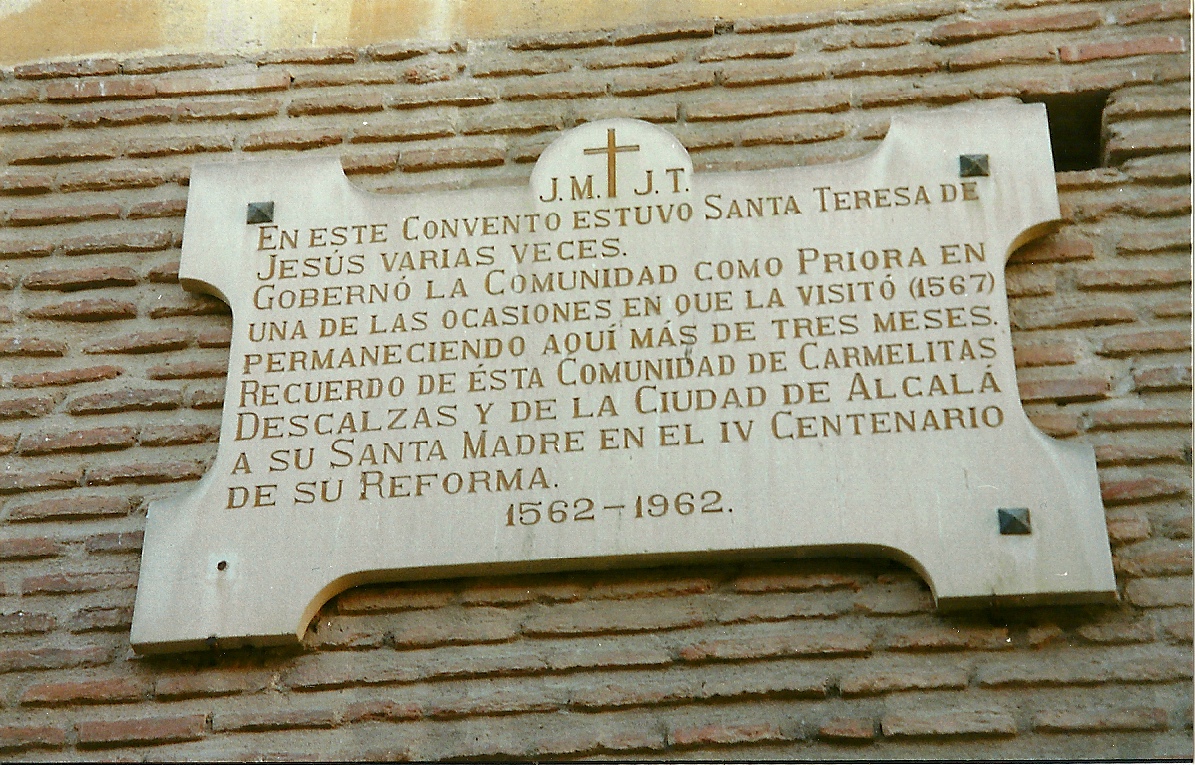 J.M. J.T.
EN ESTE CONVENTO ESTUVO SANTA TERESA DE
JESÚS VARIAS VECES.
GOBERNÓ LA COMUNIDAD COMO PRIORA EN
UNA DE LAS OCASIONES EN QUE LA VISITÓ (1567)
PERMANECIENDO AQUÍ MÁS DE TRES MESES.
RECUERDO DE ÉSTA COMUNIDAD DE CARMELITAS
DESCALZAS Y DE LA CIUDAD DE ALCALÁ
A SU SANTA MADRE EN EL IV CENTENARIO
DE SU REFORMA.
1562-1962.